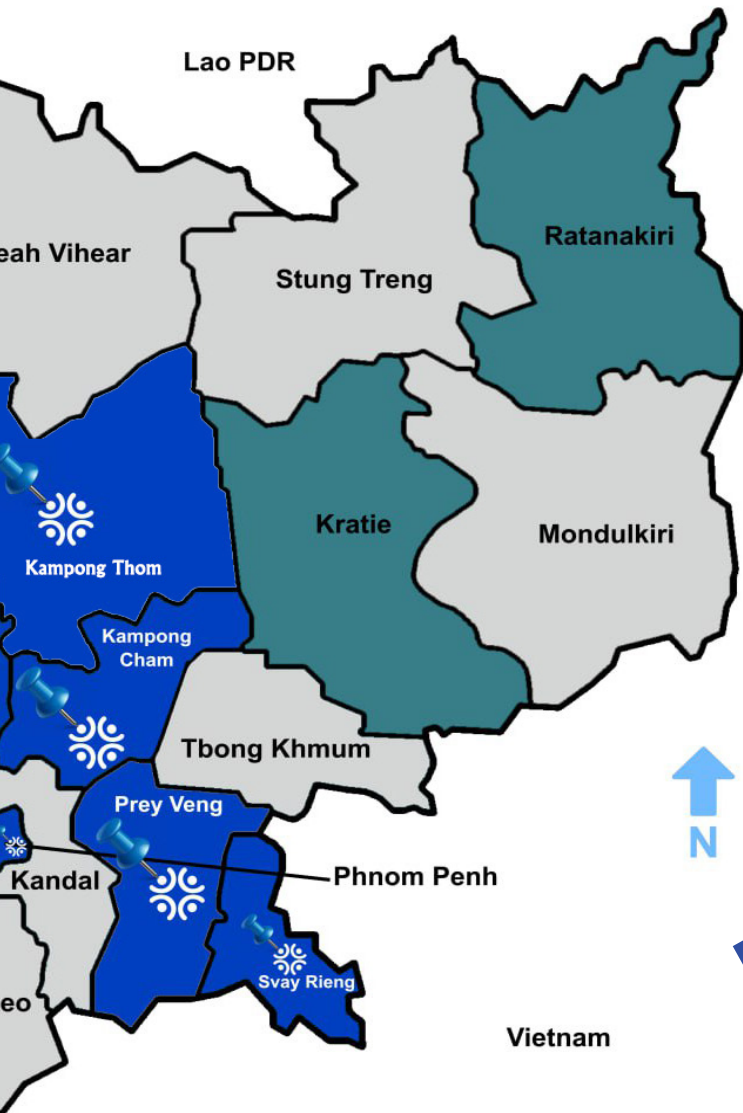 Lao PDR
Ratanakiri
eah Vihear
Stung Treng
Kratie
Mondulkiri
Kampong Thom
Kampong
Cham
Tbong Khmum
Prey Veng
Phnom Penh
Kandal
N
Svay Rieng
eo
Vietnam